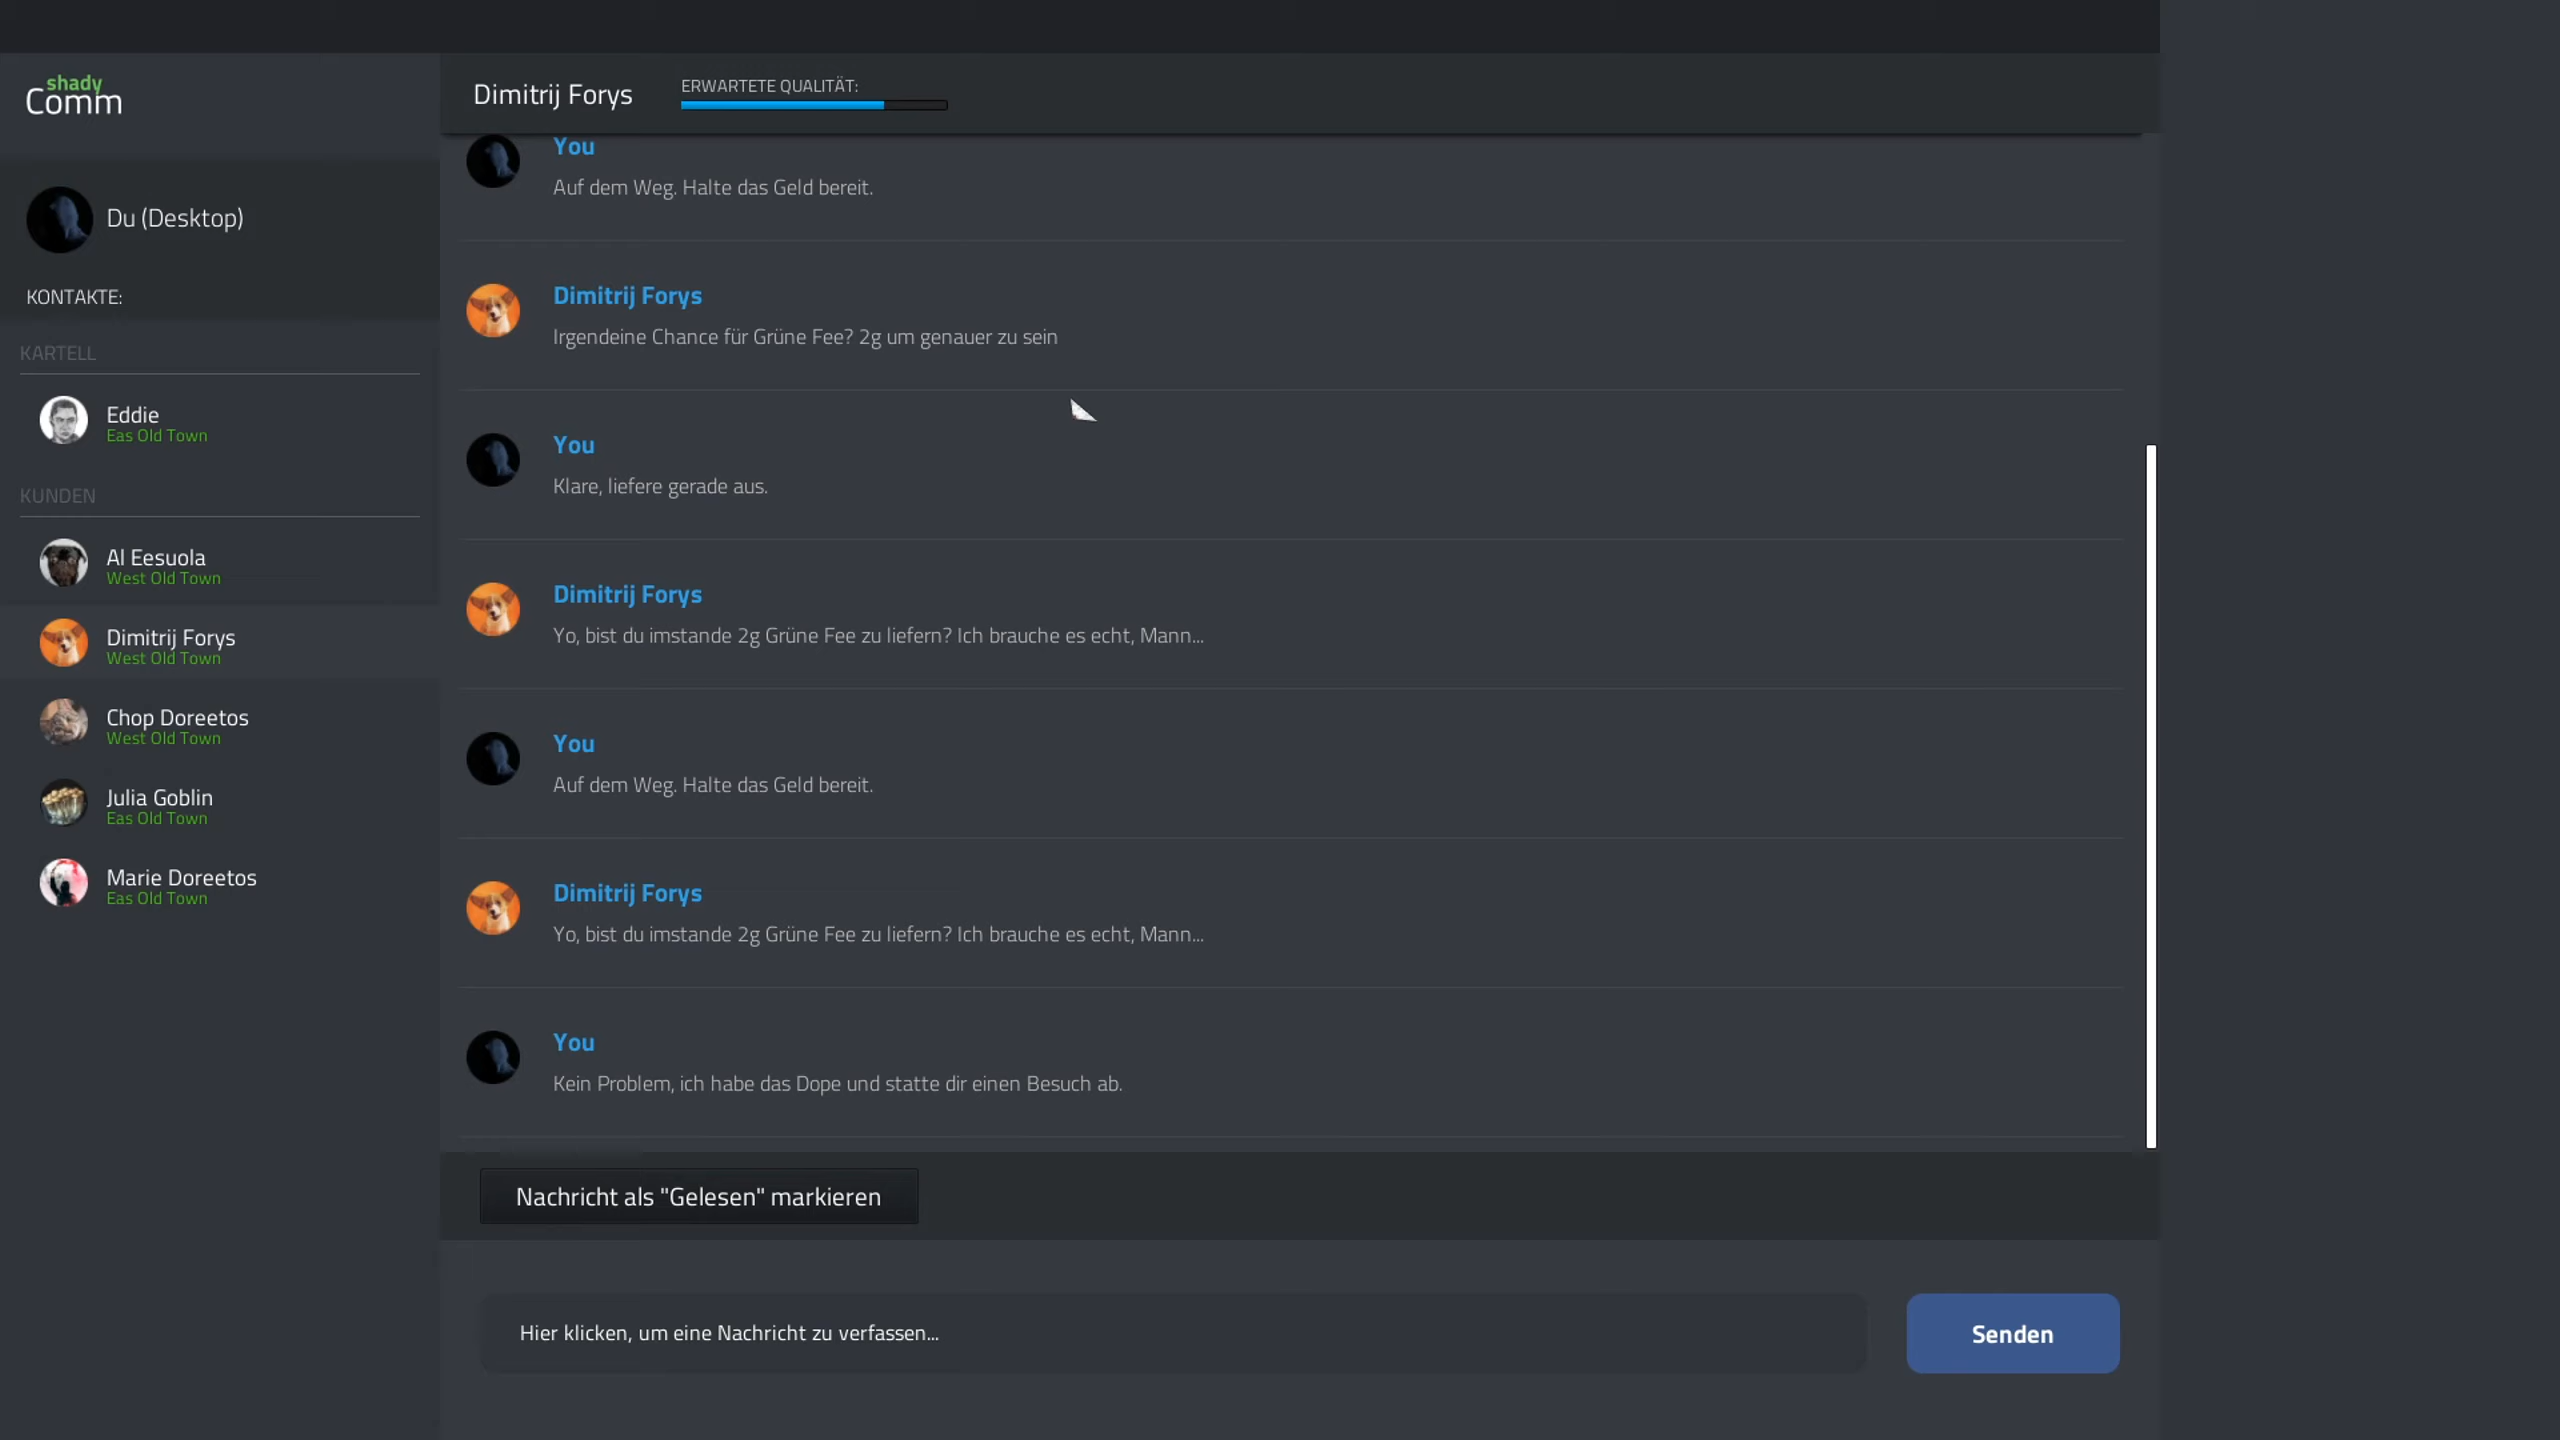 shady
Comm
Du (Desktop)
KONTAKTE:
KARTELL
Eddie
Eas Old Town
KUNDEN
Al Eesuola
West Old Town
Dimitrij Forys
West Old Town
Chop Doreetos
West Old Town
Julia Goblin
Eas Old Town
Marie Doreetos
Eas Old Town
Dimitrij Forys
ERWARTETE QUALITÄT:
You
Auf dem Weg. Halte das Geld bereit.
Dimitrij Forys
Irgendeine Chance für Grüne Fee? 2g um genauer zu sein
You
Klare, liefere gerade aus.
Dimitrij Forys
Yo, bist du imstande 2g Grüne Fee zu liefern? Ich brauche es echt, Mann...
You
Auf dem Weg. Halte das Geld bereit.
Dimitrij Forys
Yo, bist du imstande 2g Grüne Fee zu liefern? Ich brauche es echt, Mann...
You
Kein Problem, ich habe das Dope und statte dir einen Besuch ab.
Nachricht als "Gelesen" markieren
Hier klicken, um eine Nachricht zu verfassen...
Senden